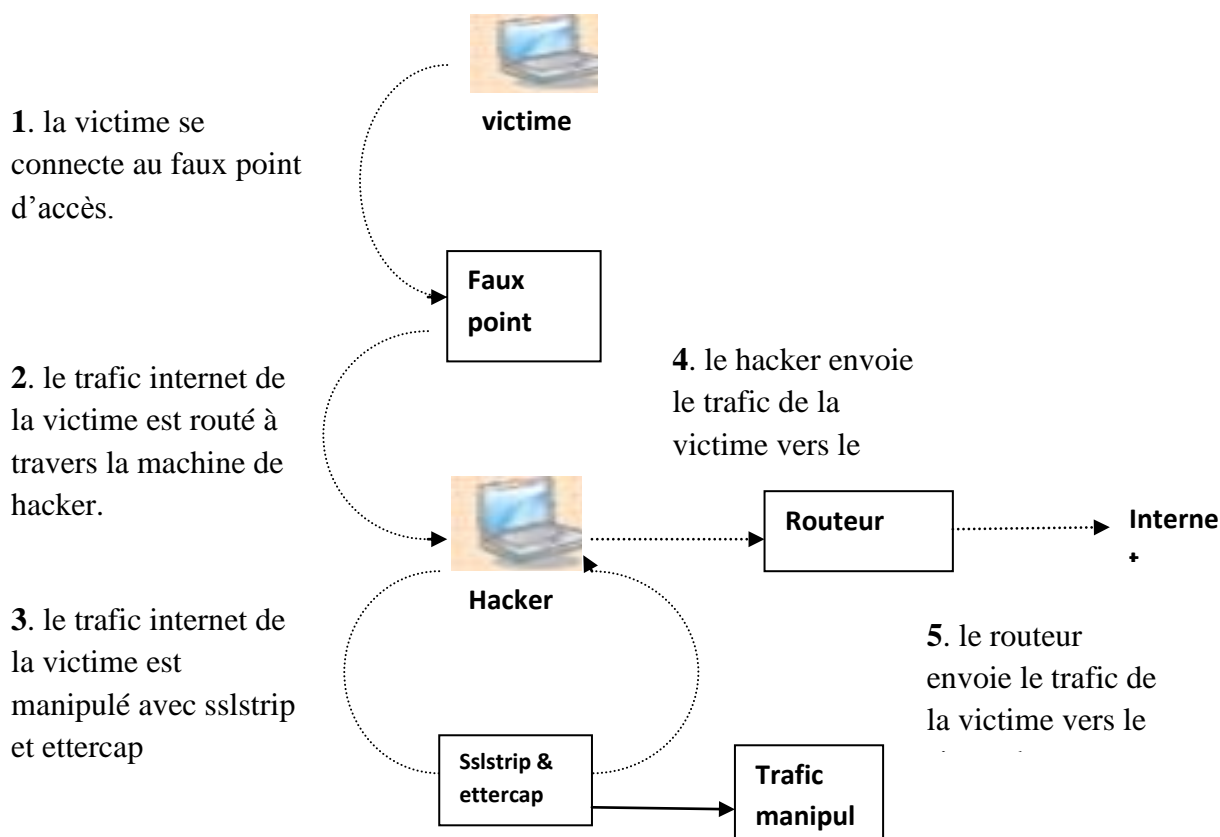 victime
1. la victime se
connecte au faux point
d’accès.
Faux
point
2. le trafic internet de
la victime est routé à
travers la machine de
hacker.
4. le hacker envoie
le trafic de la
victime vers le
Routeur
Interne
Hacker
3. le trafic internet de
la victime est
manipulé avec sslstrip
et ettercap
5. le routeur
envoie le trafic de
la victime vers le
Sslstrip &
ettercap
Trafic
manipul